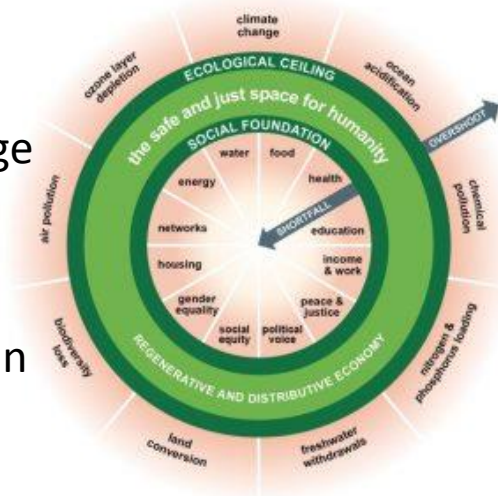 climate
change
ocean
acidification
chemical
pollution
nitrogen &
phosphorus loading
freshwater
withdrawals
land
conversion
biodiversity
loss
air pollution
ozone layer
depletion
ECOLOGICAL CEILING
the safe and just space for humanity
SOCIAL FOUNDATION
OVERSHOOT
SHORTFALL
water
food
health
education
income
& work
peace &
justice
political
voice
social
equity
gender
equality
housing
networks
energy
REGENERATIVE AND DISTRIBUTIVE ECONOMY
ge
n